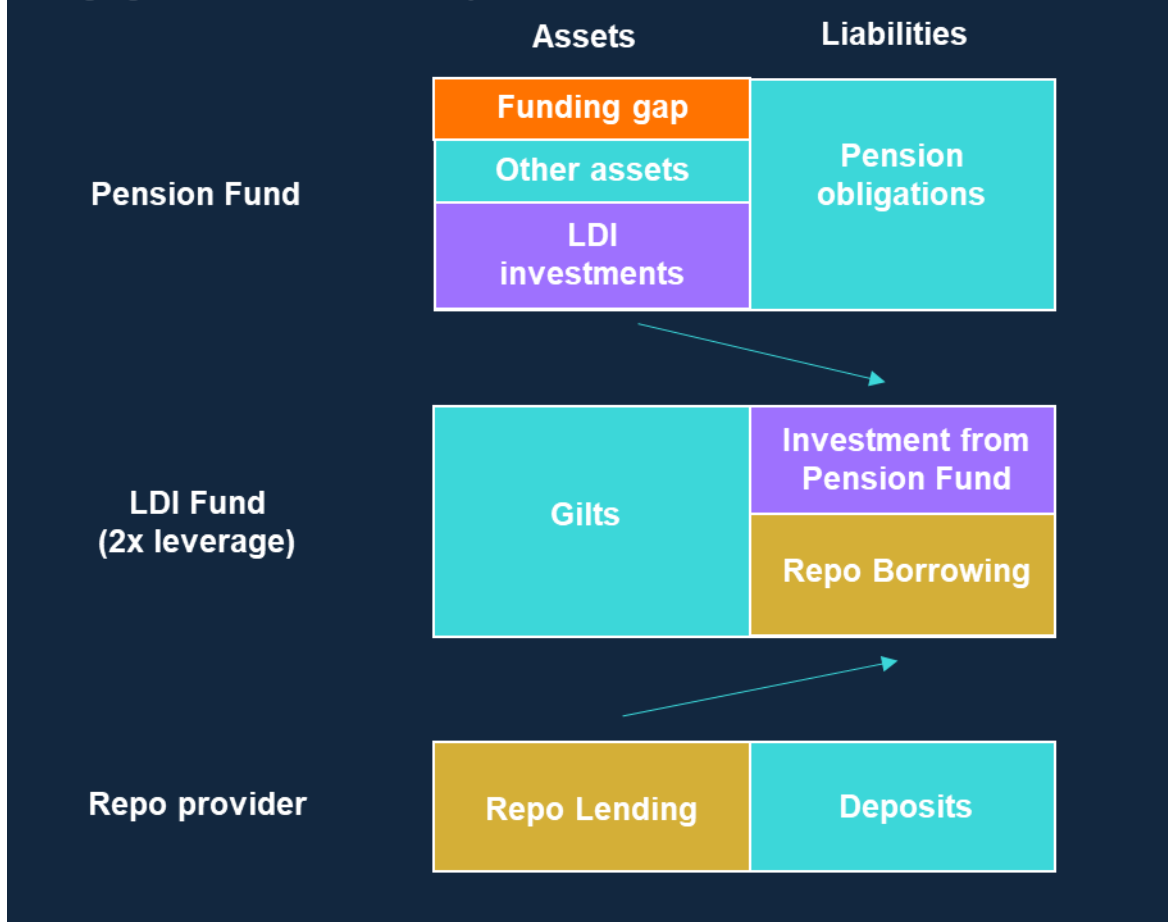 Assets
Liabilities
Funding gap
Other assets
LDI
investments
Pension
obligations
Pension Fund
LDI Fund
(2x leverage)
Gilts
Investment from
Pension Fund
Repo Borrowing
Repo provider
Repo Lending
Deposits